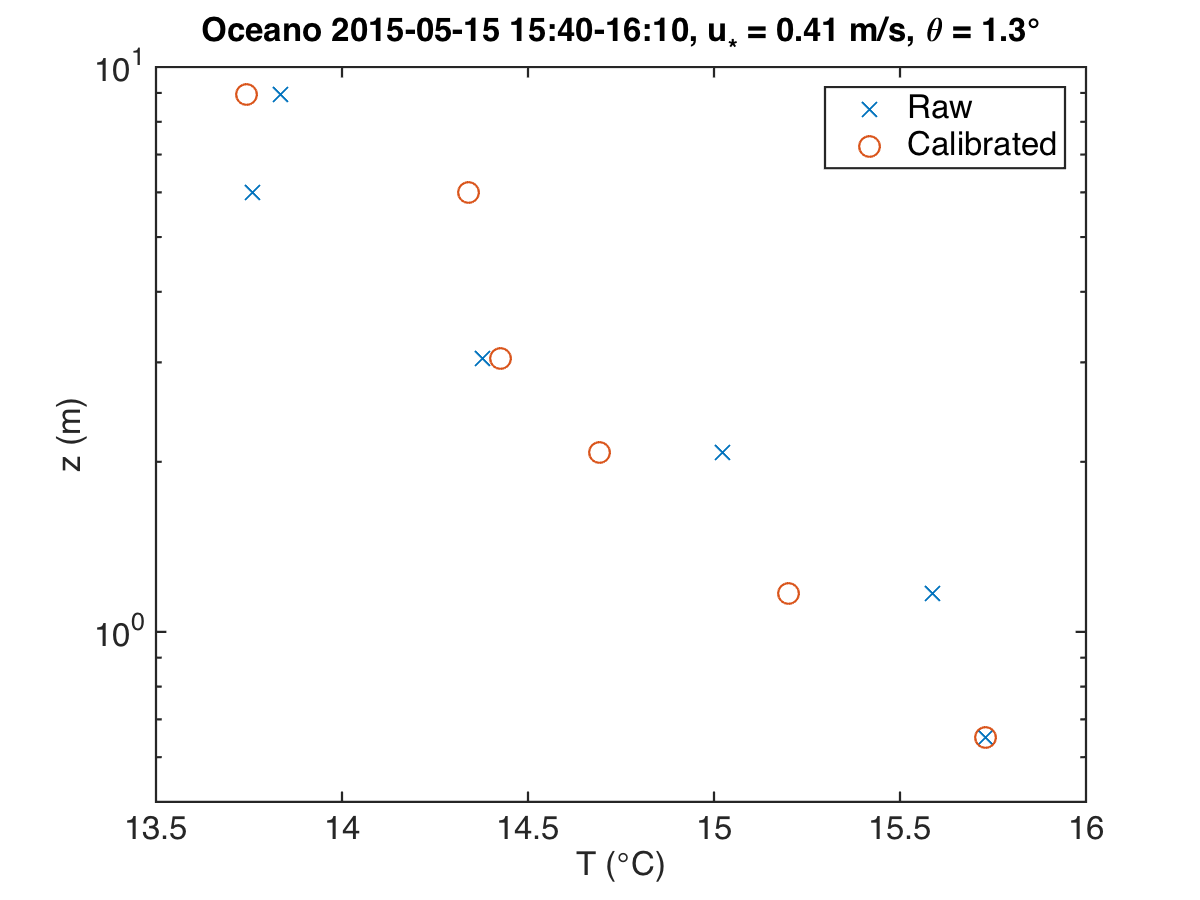 Oceano 2015-05-15 15:40-16:10, u* = 0.41 m/s, θ = 1.3°
10¹
Raw
Calibrated
z (m)
10⁰
13.5 14 14.5 15 15.5 16
T (°C)